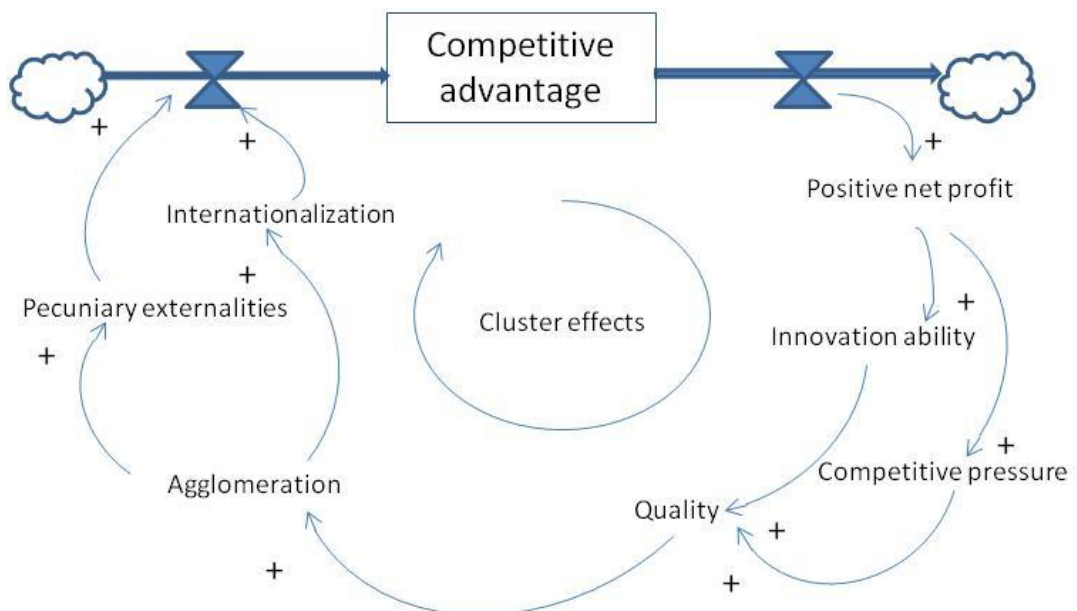 Competitive
advantage
+
+
+
Positive net profit
Internationalization
+
Pecuniary externalities
+
+
Cluster effects
Innovation ability
+
Competitive pressure
Agglomeration
Quality
+
+
+